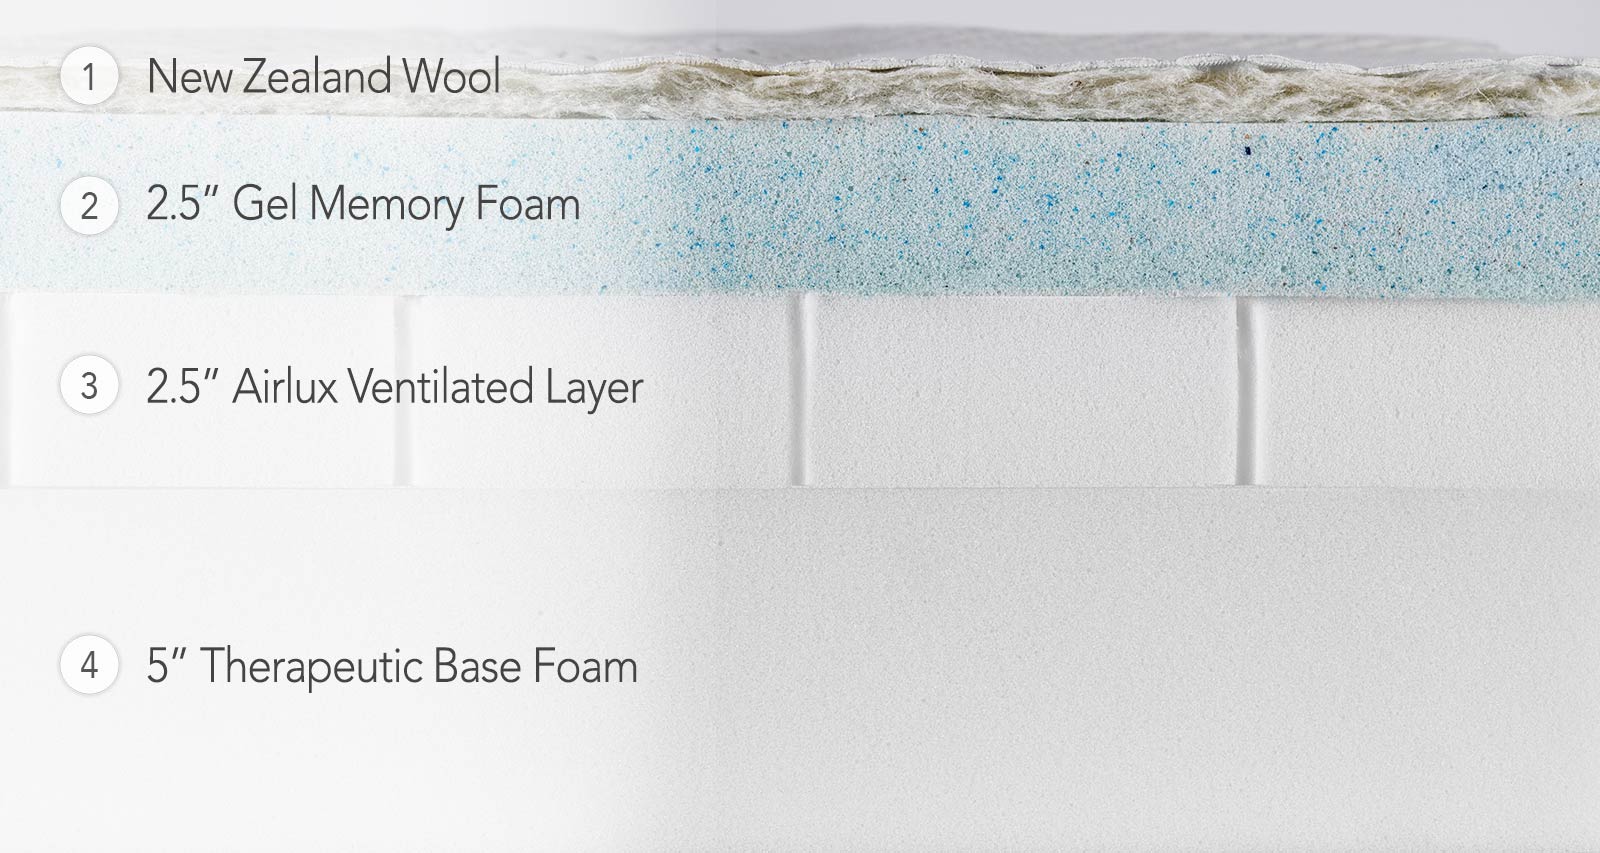 1 New Zealand Wool
2 2.5” Gel Memory Foam
3 2.5” Airlux Ventilated Layer
4 5” Therapeutic Base Foam